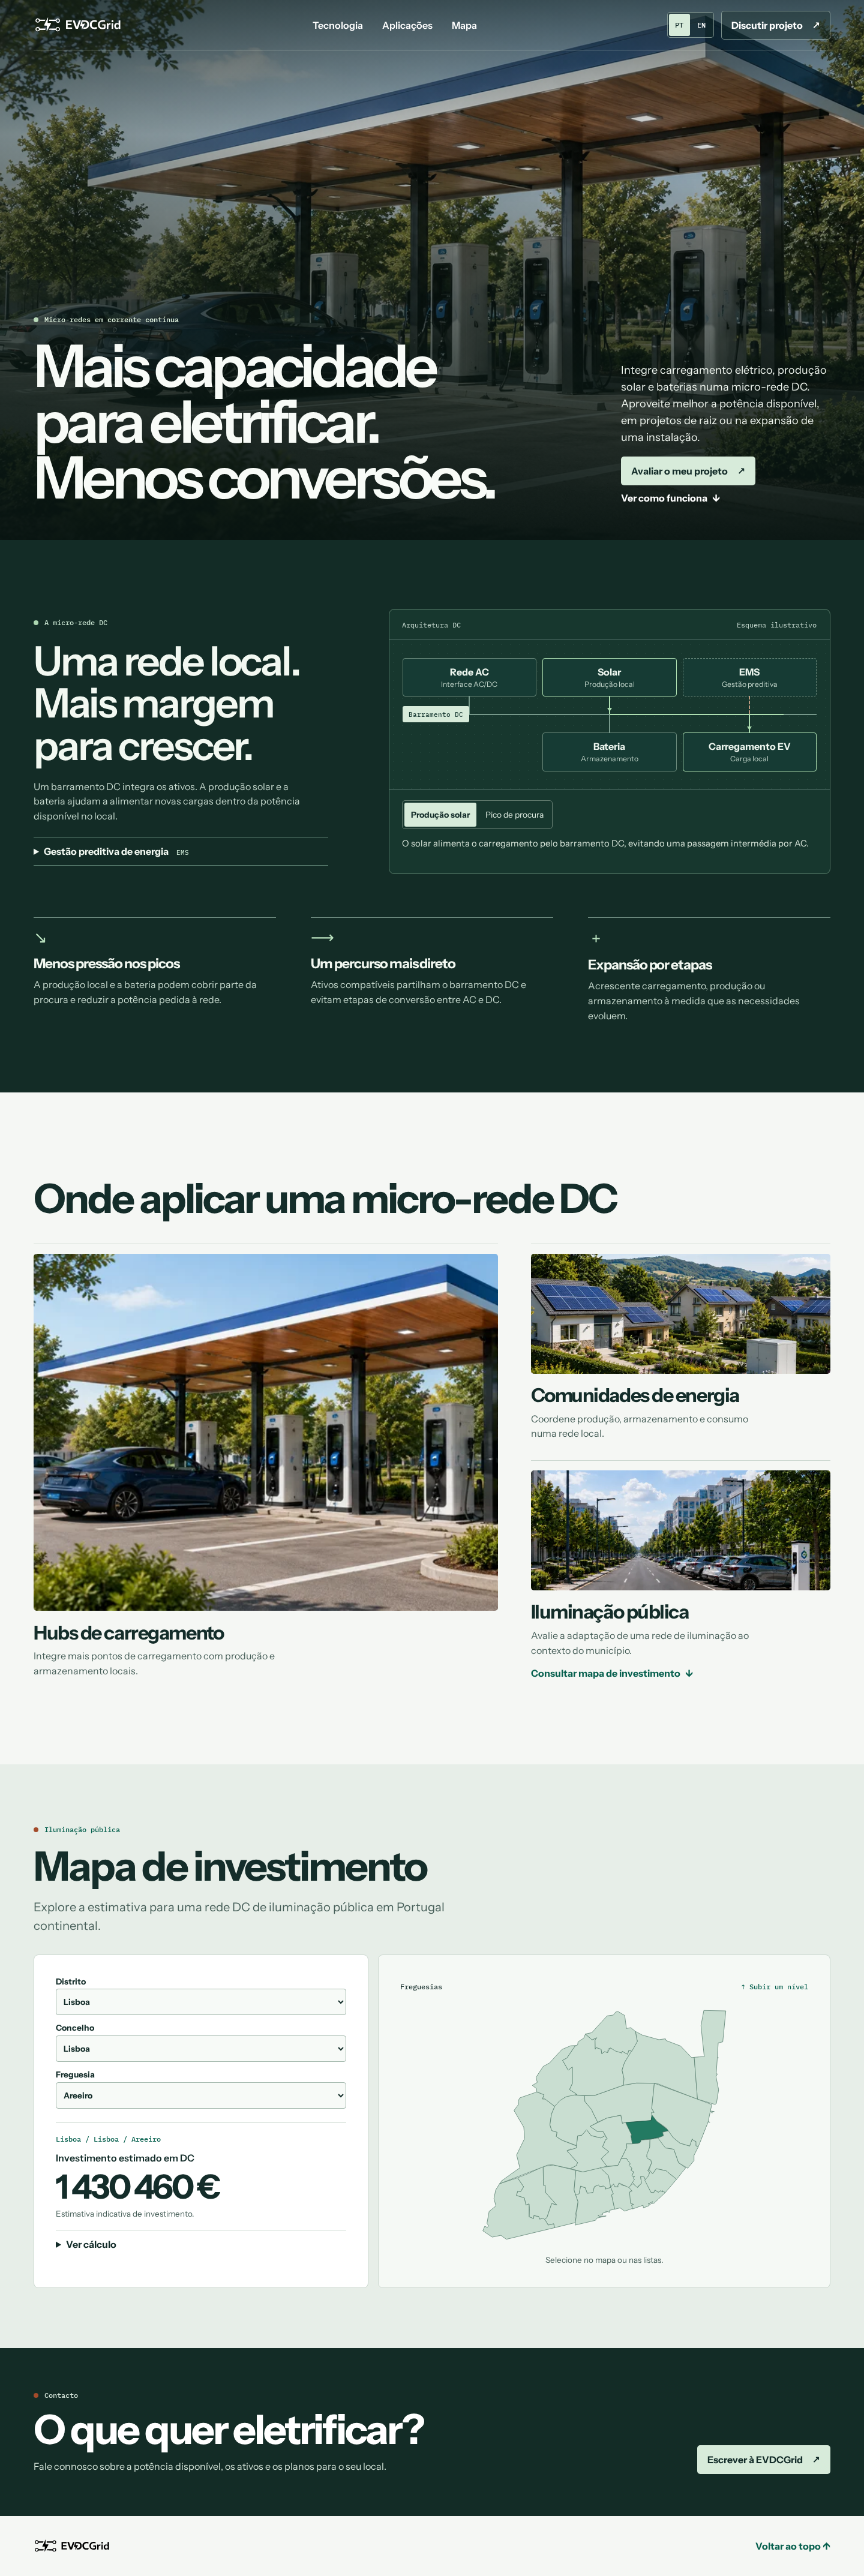 EVDCGrid
Tecnologia
Aplicações
Mapa
PT
EN
Discutir projeto ↗
Micro-redes em corrente contínua
Mais capacidade
para eletrificar.
Menos conversões.
Integre carregamento elétrico, produção
solar e baterias numa micro-rede DC.
Aproveite melhor a potência disponível,
em projetos de raiz ou na expansão de
uma instalação.
Avaliar o meu projeto ↗
Ver como funciona ↓
A micro-rede DC
Uma rede local.
Mais margem
para crescer.
Um barramento DC integra os ativos. A produção solar e a
bateria ajudam a alimentar novas cargas dentro da potência
disponível no local.
Gestão preditiva de energia EMS
Arquitetura DC
Esquema ilustrativo
Rede AC
Interface AC/DC
Solar
Produção local
EMS
Gestão preditiva
Barramento DC
Bateria
Armazenamento
Carregamento EV
Carga local
Produção solar
Pico de procura
O solar alimenta o carregamento pelo barramento DC, evitando uma passagem intermédia por AC.
Menos pressão nos picos
A produção local e a bateria podem cobrir parte da
procura e reduzir a potência pedida à rede.
Um percurso mais direto
Ativos compatíveis partilham o barramento DC e
evitam etapas de conversão entre AC e DC.
Expansão por etapas
Acrescente carregamento, produção ou
armazenamento à medida que as necessidades
evoluem.
Onde aplicar uma micro-rede DC
Hubs de carregamento
Integre mais pontos de carregamento com produção e
armazenamento locais.
Comunidades de energia
Coordene produção, armazenamento e consumo
numa rede local.
Iluminação pública
Avalie a adaptação de uma rede de iluminação ao
contexto do município.
Consultar mapa de investimento ↓
Iluminação pública
Mapa de investimento
Explore a estimativa para uma rede DC de iluminação pública em Portugal
continental.
Distrito
Lisboa
Concelho
Lisboa
Freguesia
Areeiro
Lisboa / Lisboa / Areeiro
Investimento estimado em DC
1 430 460 €
Estimativa indicativa de investimento.
Ver cálculo
Freguesias
↑ Subir um nível
Selecione no mapa ou nas listas.
Contacto
O que quer eletrificar?
Fale connosco sobre a potência disponível, os ativos e os planos para o seu local.
Escrever à EVDCGrid ↗
EVDCGrid
Voltar ao topo ↑